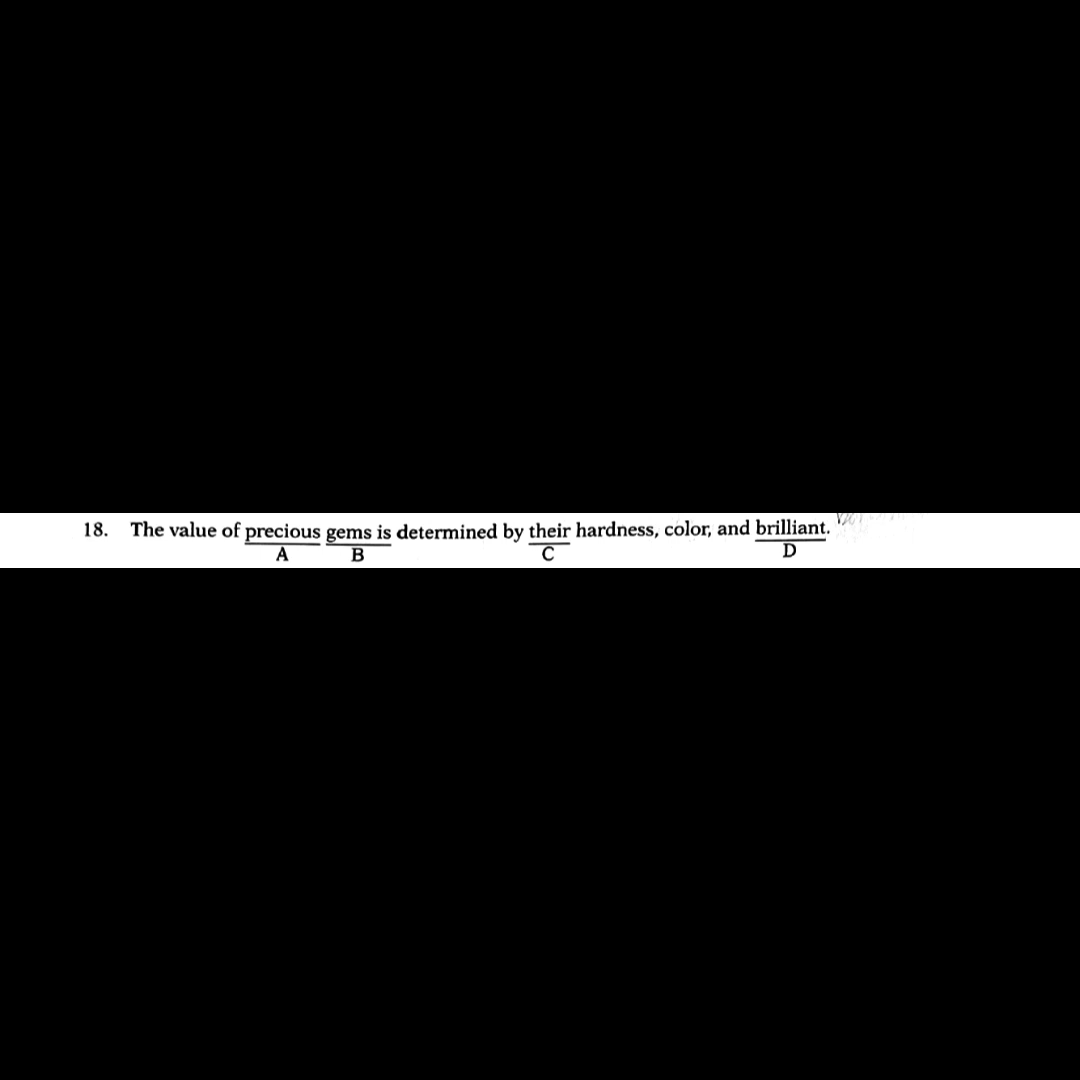 18. The value of precious gems is determined by their hardness, color, and brilliant.
A B C D